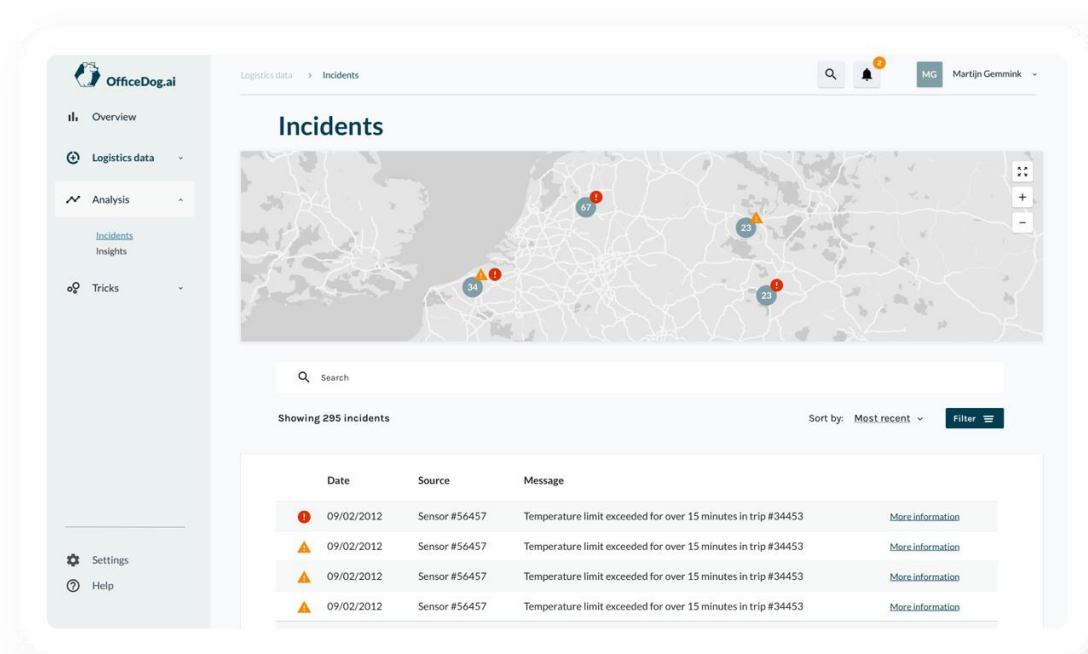 OfficeDog.ai
Overview
Logistics data
Analysis
Incidents
Insights
Tricks
Settings
Help
Logistics data > Incidents
2
MG Martijn Gemmink
Incidents
67
23
34
23
+
-
Search
Showing 295 incidents
Sort by: Most recent
Filter
Date Source Message
09/02/2012 Sensor #56457 Temperature limit exceeded for over 15 minutes in trip #34453 More information
09/02/2012 Sensor #56457 Temperature limit exceeded for over 15 minutes in trip #34453 More information
09/02/2012 Sensor #56457 Temperature limit exceeded for over 15 minutes in trip #34453 More information
09/02/2012 Sensor #56457 Temperature limit exceeded for over 15 minutes in trip #34453 More information